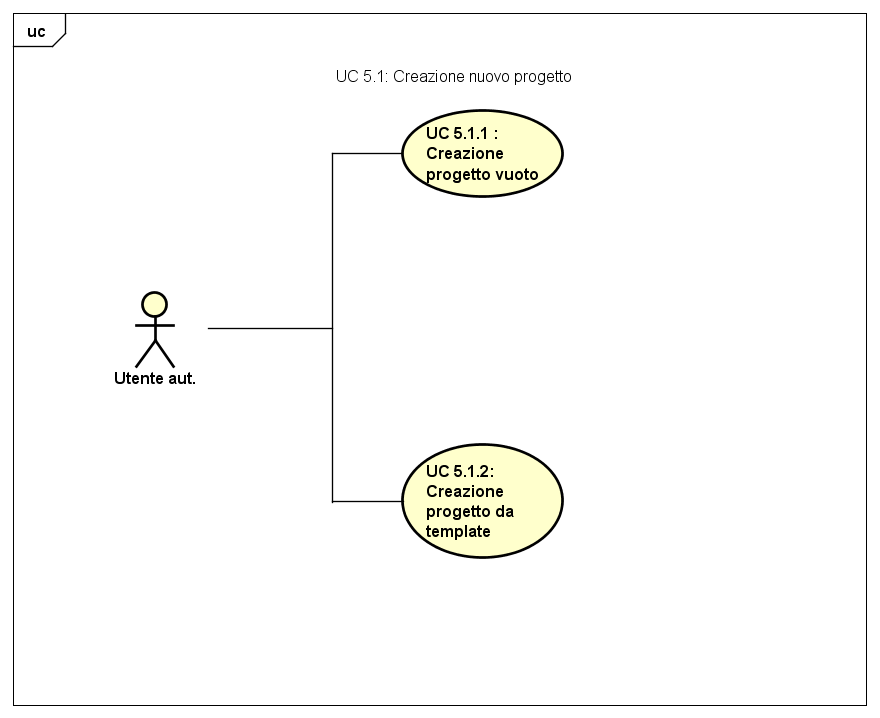 uc
UC 5.1: Creazione nuovo progetto
UC 5.1.1 :
Creazione
progetto vuoto
Utente aut.
UC 5.1.2:
Creazione
progetto da
template